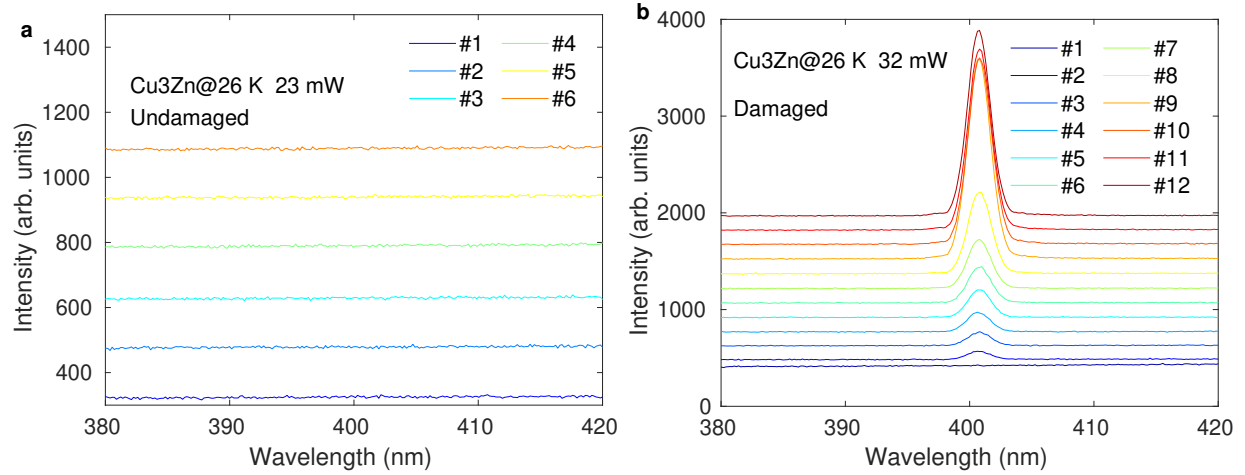 a
Cu3Zn@26 K 23 mW
Undamaged
#1 #4
#2 #5
#3 #6
1400
1200
1000
800
600
400
Intensity (arb. units)
380 390 400 410 420
Wavelength (nm)
b
Cu3Zn@26 K 32 mW
Damaged
#1 #7
#2 #8
#3 #9
#4 #10
#5 #11
#6 #12
4000
3000
2000
1000
0
Intensity (arb. units)
380 390 400 410 420
Wavelength (nm)